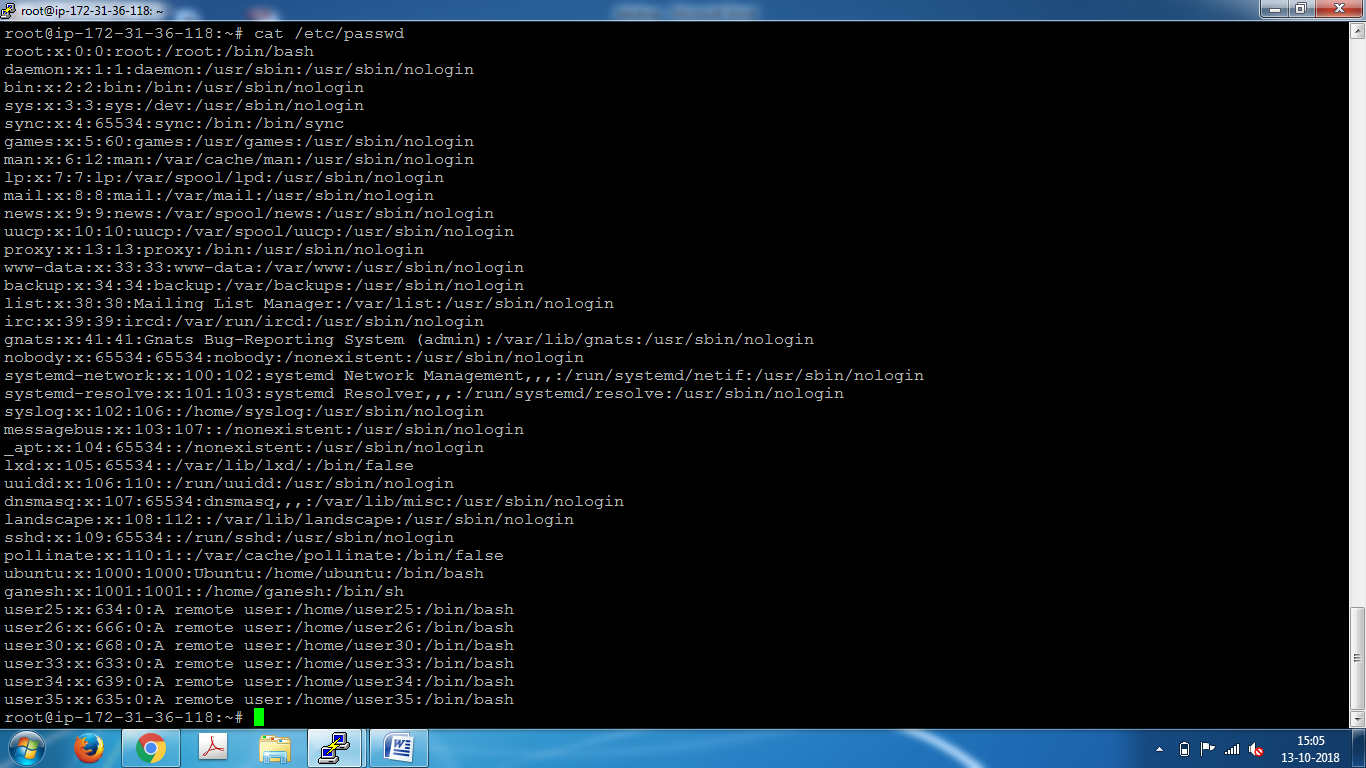 root@ip-172-31-36-118: ~
root@ip-172-31-36-118:~# cat /etc/passwd
root:x:0:0:root:/root:/bin/bash
daemon:x:1:1:daemon:/usr/sbin:/usr/sbin/nologin
bin:x:2:2:bin:/bin:/usr/sbin/nologin
sys:x:3:3:sys:/dev:/usr/sbin/nologin
sync:x:4:65534:sync:/bin:/bin/sync
games:x:5:60:games:/usr/games:/usr/sbin/nologin
man:x:6:12:man:/var/cache/man:/usr/sbin/nologin
lp:x:7:7:lp:/var/spool/lpd:/usr/sbin/nologin
mail:x:8:8:mail:/var/mail:/usr/sbin/nologin
news:x:9:9:news:/var/spool/news:/usr/sbin/nologin
uucp:x:10:10:uucp:/var/spool/uucp:/usr/sbin/nologin
proxy:x:13:13:proxy:/bin:/usr/sbin/nologin
www-data:x:33:33:www-data:/var/www:/usr/sbin/nologin
backup:x:34:34:backup:/var/backups:/usr/sbin/nologin
list:x:38:38:Mailing List Manager:/var/list:/usr/sbin/nologin
irc:x:39:39:ircd:/var/run/ircd:/usr/sbin/nologin
gnats:x:41:41:Gnats Bug-Reporting System (admin):/var/lib/gnats:/usr/sbin/nologin
nobody:x:65534:65534:nobody:/nonexistent:/usr/sbin/nologin
systemd-network:x:100:102:systemd Network Management,,,:/run/systemd/netif:/usr/sbin/nologin
systemd-resolve:x:101:103:systemd Resolver,,,:/run/systemd/resolve:/usr/sbin/nologin
syslog:x:102:106::/home/syslog:/usr/sbin/nologin
messagebus:x:103:107::/nonexistent:/usr/sbin/nologin
_apt:x:104:65534::/nonexistent:/usr/sbin/nologin
lxd:x:105:65534::/var/lib/lxd/:/bin/false
uuidd:x:106:110::/run/uuidd:/usr/sbin/nologin
dnsmasq:x:107:65534:dnsmasq,,,:/var/lib/misc:/usr/sbin/nologin
landscape:x:108:112::/var/lib/landscape:/usr/sbin/nologin
sshd:x:109:65534::/run/sshd:/usr/sbin/nologin
pollinate:x:110:1::/var/cache/pollinate:/bin/false
ubuntu:x:1000:1000:Ubuntu:/home/ubuntu:/bin/bash
ganesh:x:1001:1001::/home/ganesh:/bin/sh
user25:x:634:0:A remote user:/home/user25:/bin/bash
user26:x:666:0:A remote user:/home/user26:/bin/bash
user30:x:668:0:A remote user:/home/user30:/bin/bash
user33:x:633:0:A remote user:/home/user33:/bin/bash
user34:x:639:0:A remote user:/home/user34:/bin/bash
user35:x:635:0:A remote user:/home/user35:/bin/bash
root@ip-172-31-36-118:~#
15:05
13-10-2018